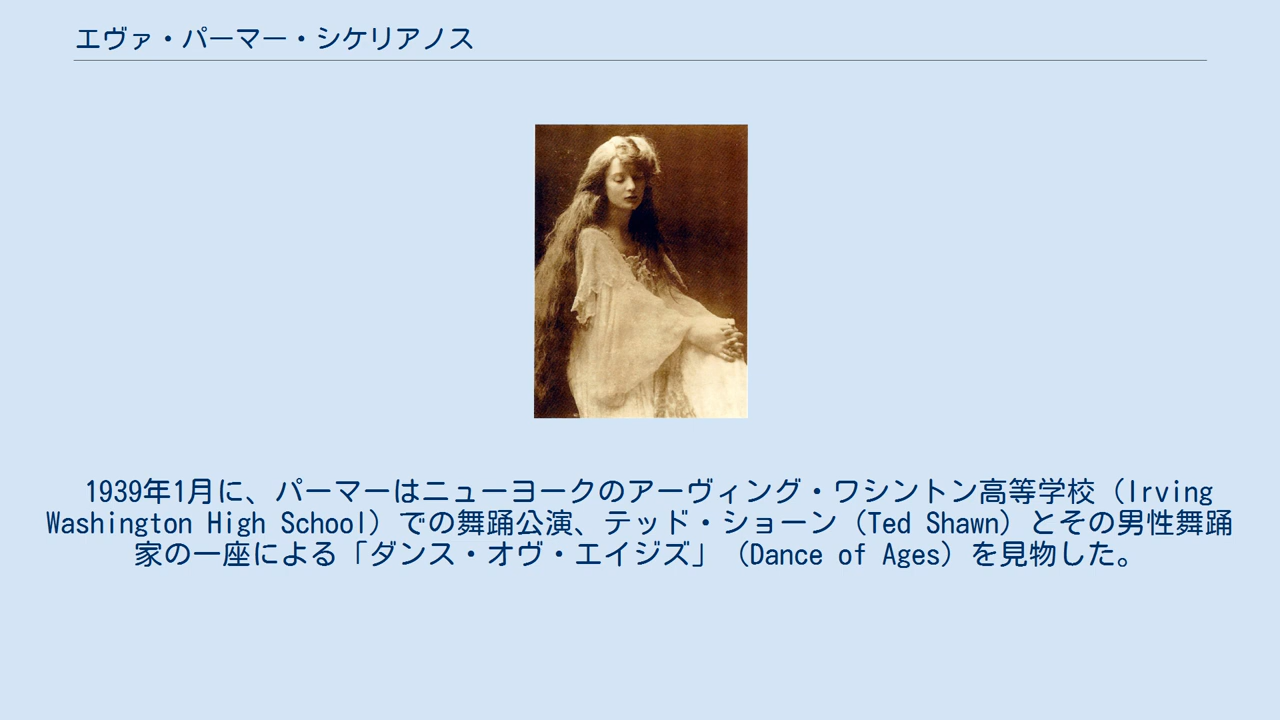 エヴァ・パーマー・シケリアノス
1939年1月に、パーマーはニューヨークのアーヴィング・ワシントン高等学校（Irving
Washington High School）での舞踊公演、テッド・ショーン（Ted Shawn）とその男性舞踊
家の一座による「ダンス・オヴ・エイジズ」（Dance of Ages）を見物した。